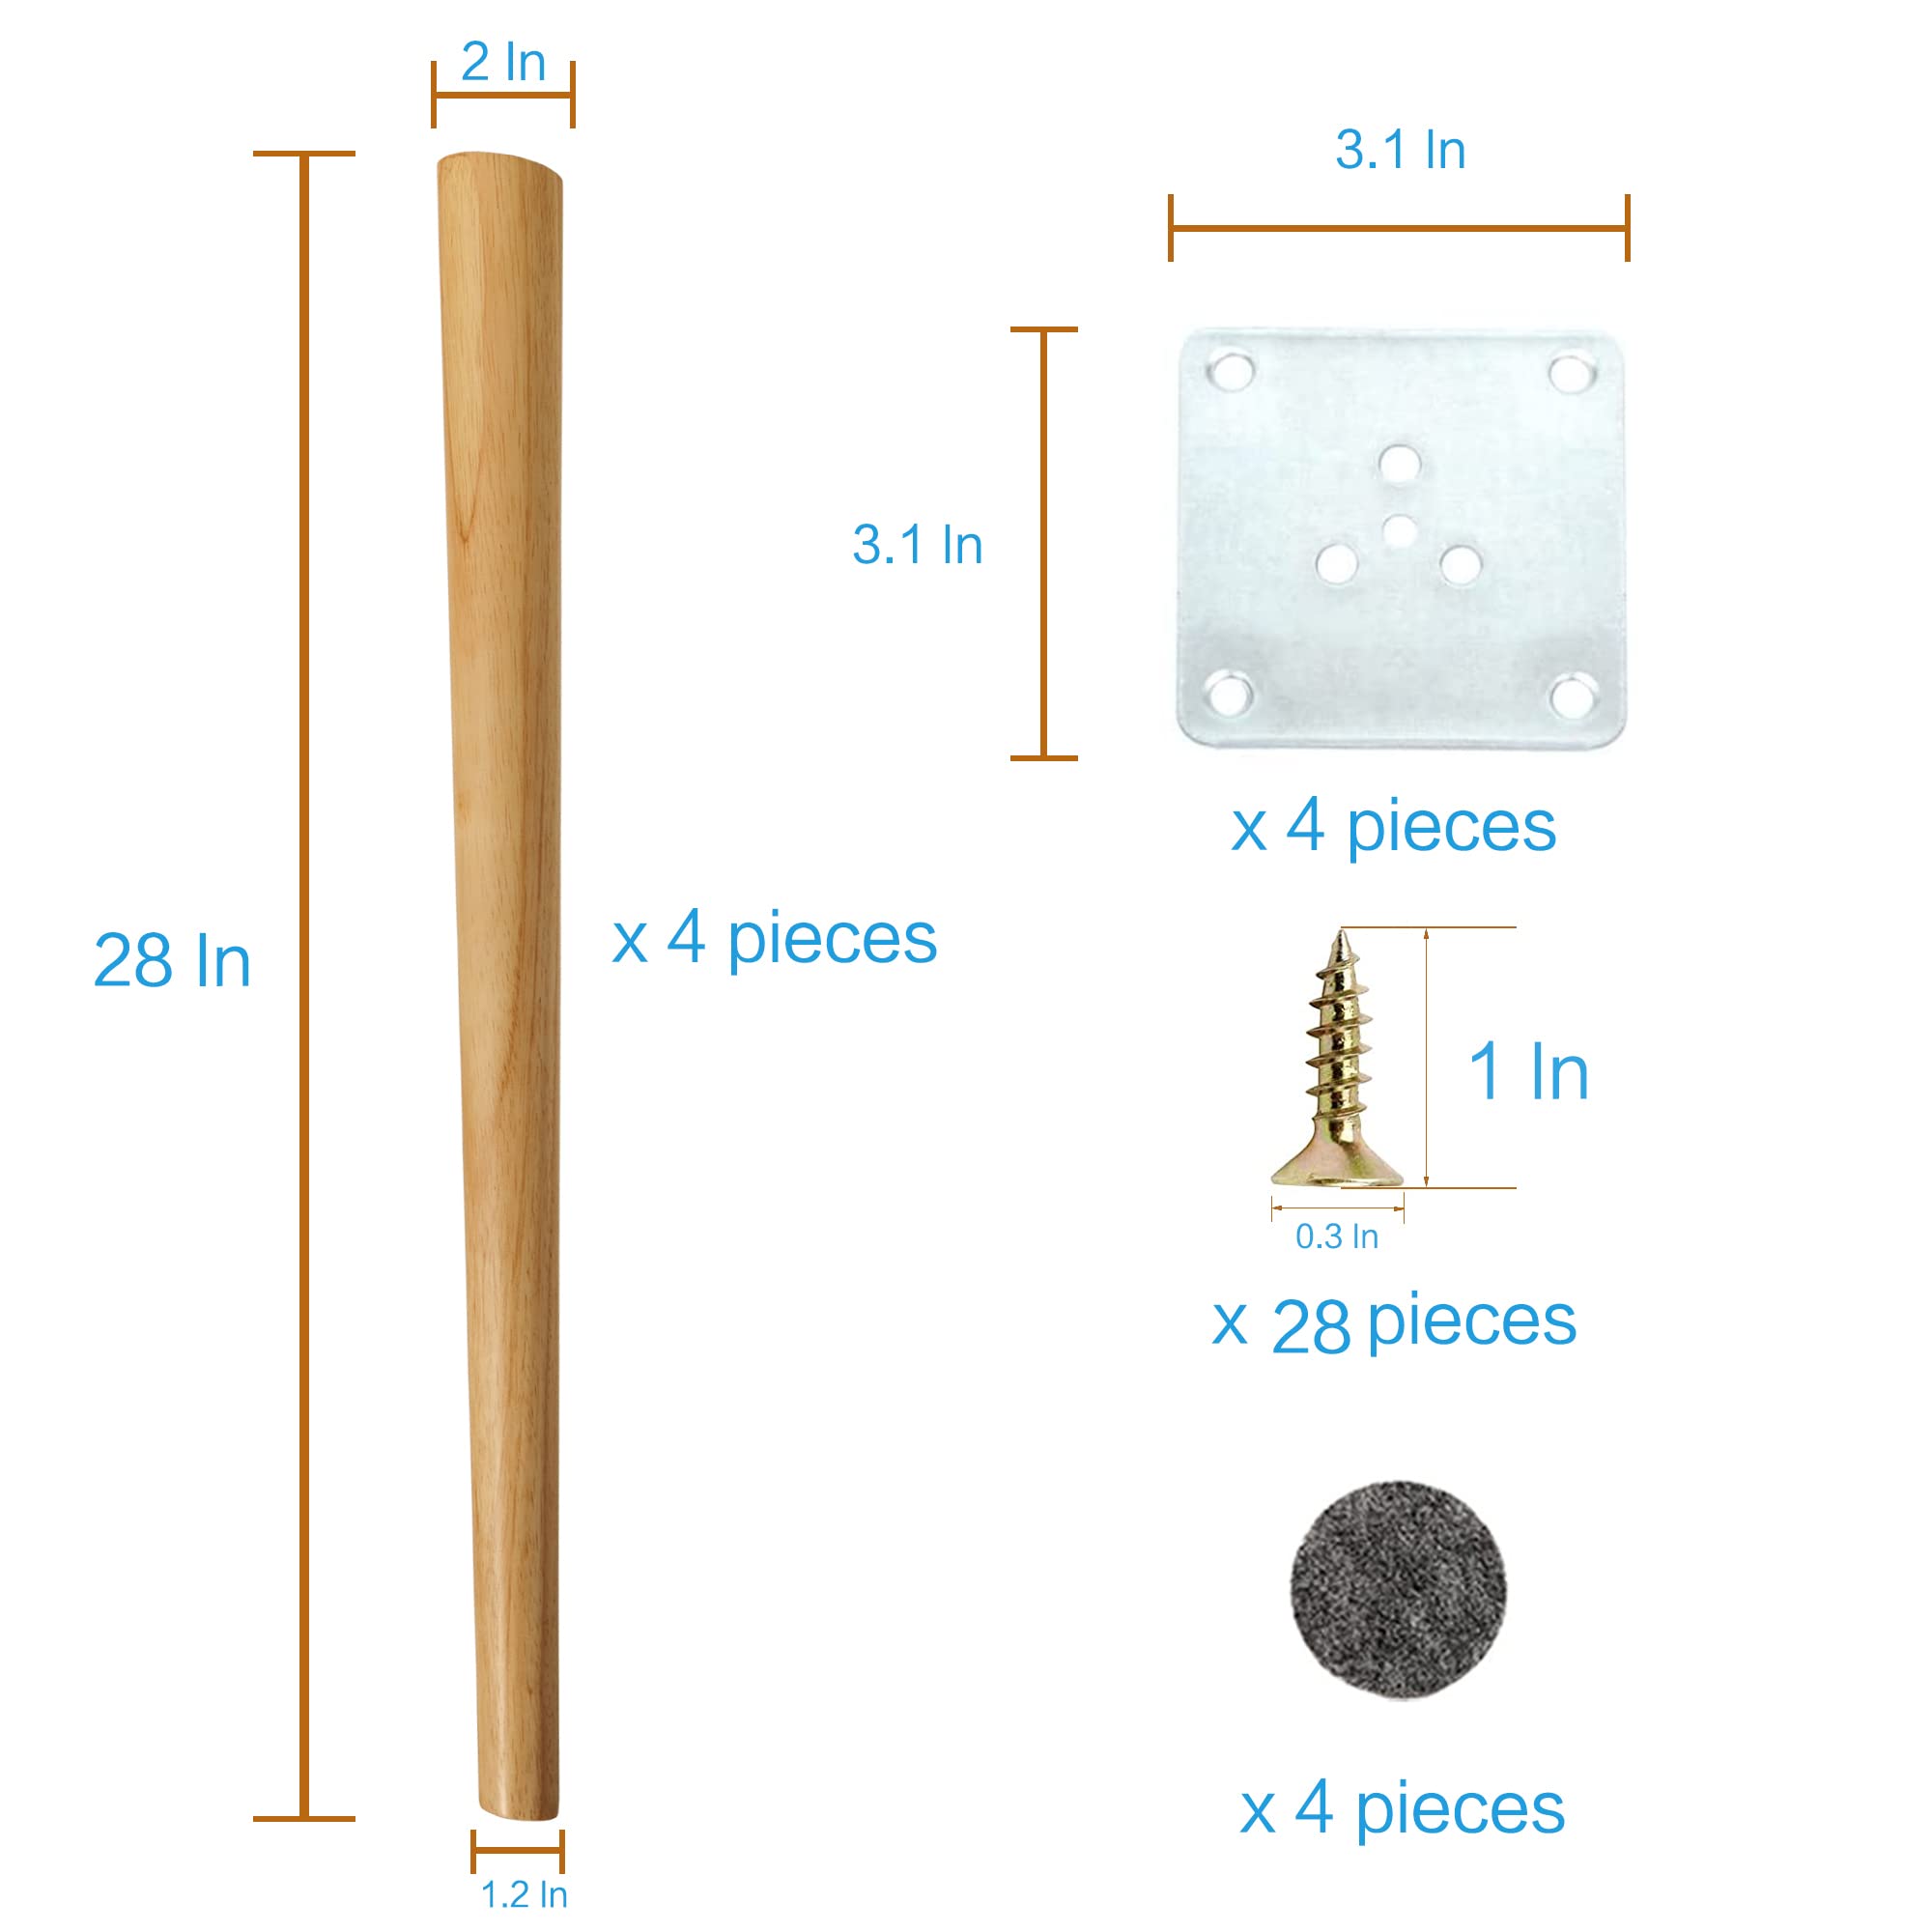 2 In
3.1 In
3.1 In
x 4 pieces
28 In
x 4 pieces
1 In
0.3 In
x 28 pieces
x 4 pieces
1.2 In